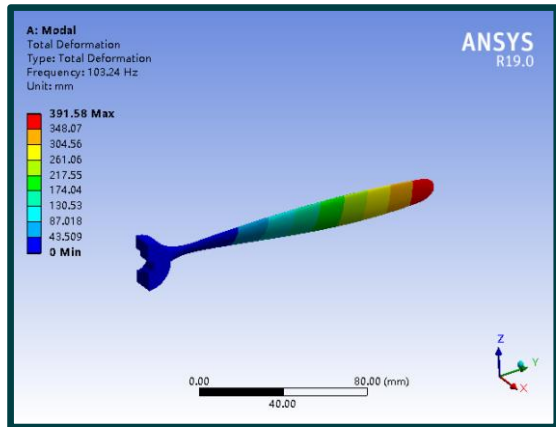 A: Modal
Total Deformation
Type: Total Deformation
Frequency: 103.24 Hz
Unit: mm
ANSYS
R19.0
391.58 Max
348.07
304.56
261.06
217.55
174.04
130.53
87.018
43.509
0 Min
0.00 80.00 (mm)
40.00
Z
Y
X